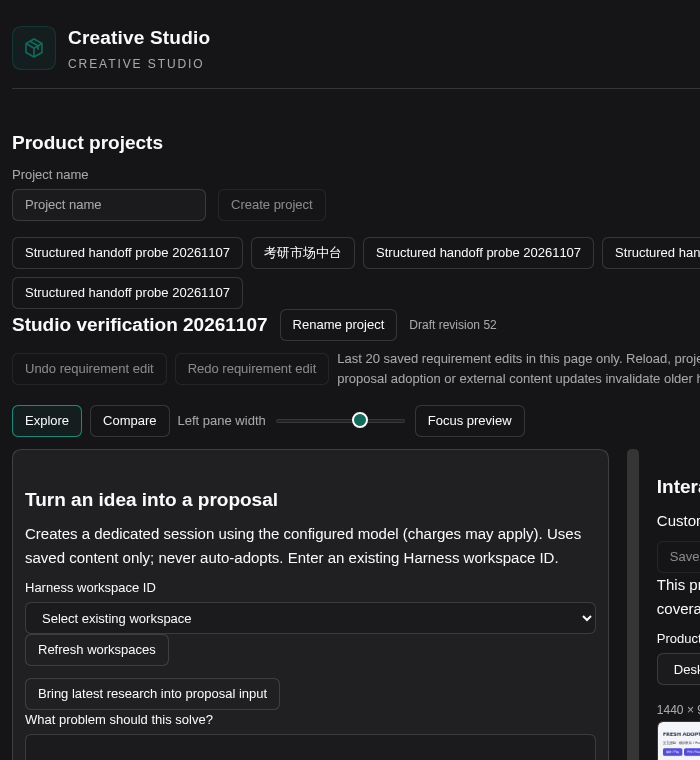 Creative Studio
CREATIVE STUDIO
Product projects
Project name
Project name
Create project
Structured handoff probe 20261107
考研市场中台
Structured handoff probe 20261107
Structured han
Structured handoff probe 20261107
Studio verification 20261107
Rename project
Draft revision 52
Undo requirement edit
Redo requirement edit
Last 20 saved requirement edits in this page only. Reload, proje
proposal adoption or external content updates invalidate older h
Explore
Compare
Left pane width
Focus preview
Turn an idea into a proposal
Creates a dedicated session using the configured model (charges may apply). Uses
saved content only; never auto-adopts. Enter an existing Harness workspace ID.
Harness workspace ID
Select existing workspace
Refresh workspaces
Bring latest research into proposal input
What problem should this solve?
Intera
Custor
Save
This pr
covera
Product
Desk
1440 × 9
FRESH ADOPT